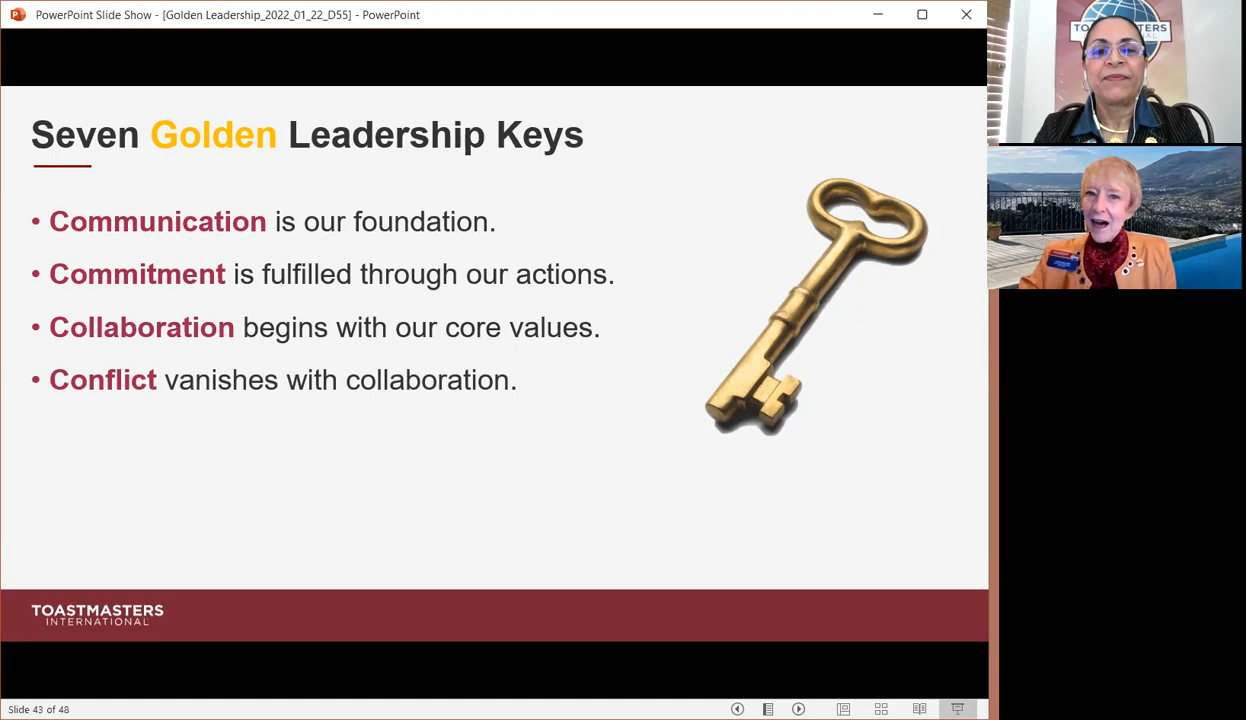 PowerPoint Slide Show - [Golden Leadership_2022_01_22_D55] - PowerPoint
Seven Golden Leadership Keys
• Communication is our foundation.
• Commitment is fulfilled through our actions.
• Collaboration begins with our core values.
• Conflict vanishes with collaboration.
TOASTMASTERS
INTERNATIONAL
Slide 43 of 48